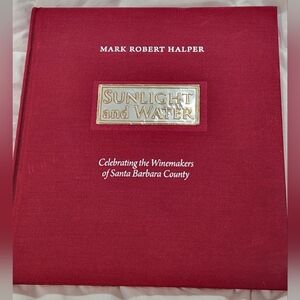 MARK ROBERT HALPER
SUNLIGHT
and WATER
Celebrating the Winemakers
of Santa Barbara County